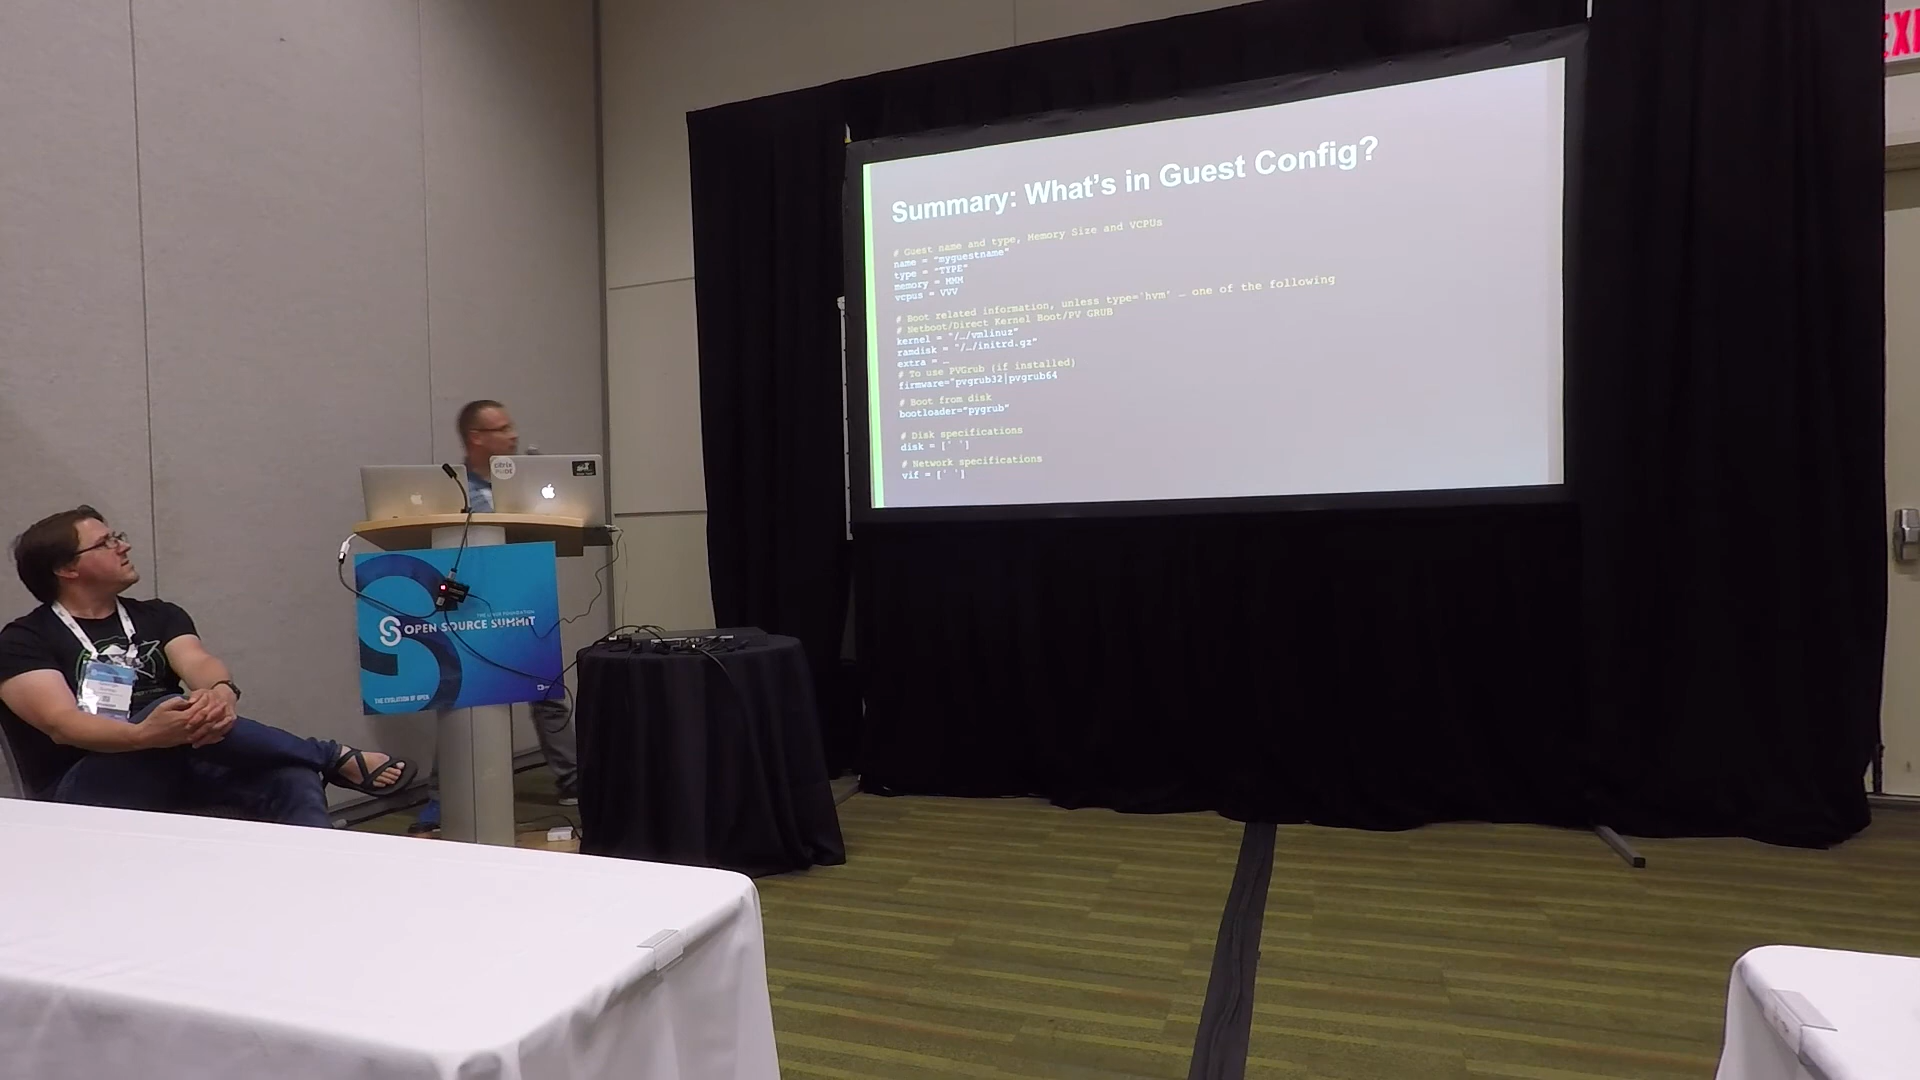 EXI
Summary: What's in Guest Config?
# Guest name and type, Memory Size and VCPUs
name = "myguestname"
type = "TYPE"
memory = MMM
vcpus = VVV
# Boot related information, unless type='hvm' … one of the following
# Netboot/Direct Kernel Boot/PV GRUB
kernel = "/…/vmlinuz"
ramdisk = "/…/initrd.gz"
extra = …
# To use PVGrub (if installed)
firmware="pvgrub32|pvgrub64
# Boot from disk
bootloader="pygrub"
# Disk specifications
disk = [' ']
# Network specifications
vif = [' ']
citrix
THE LINUX FOUNDATION
OPEN SOURCE SUMMIT
THE EVOLUTION OF OPEN